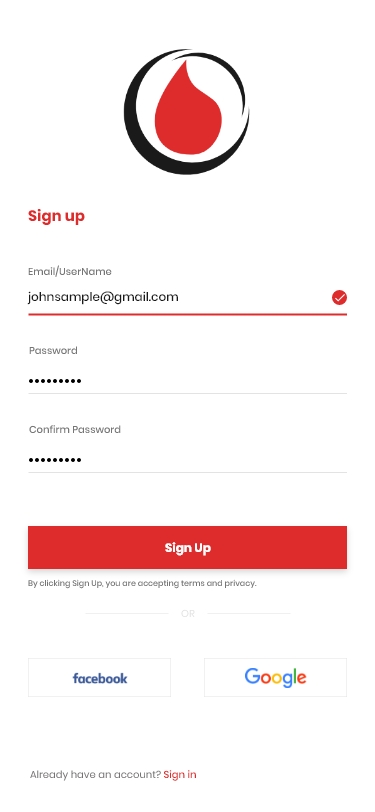 Sign up
Email/UserName
johnsample@gmail.com
Password
•••••••••
Confirm Password
•••••••••
Sign Up
By clicking Sign Up, you are accepting terms and privacy.
OR
facebook Google
Already have an account? Sign in